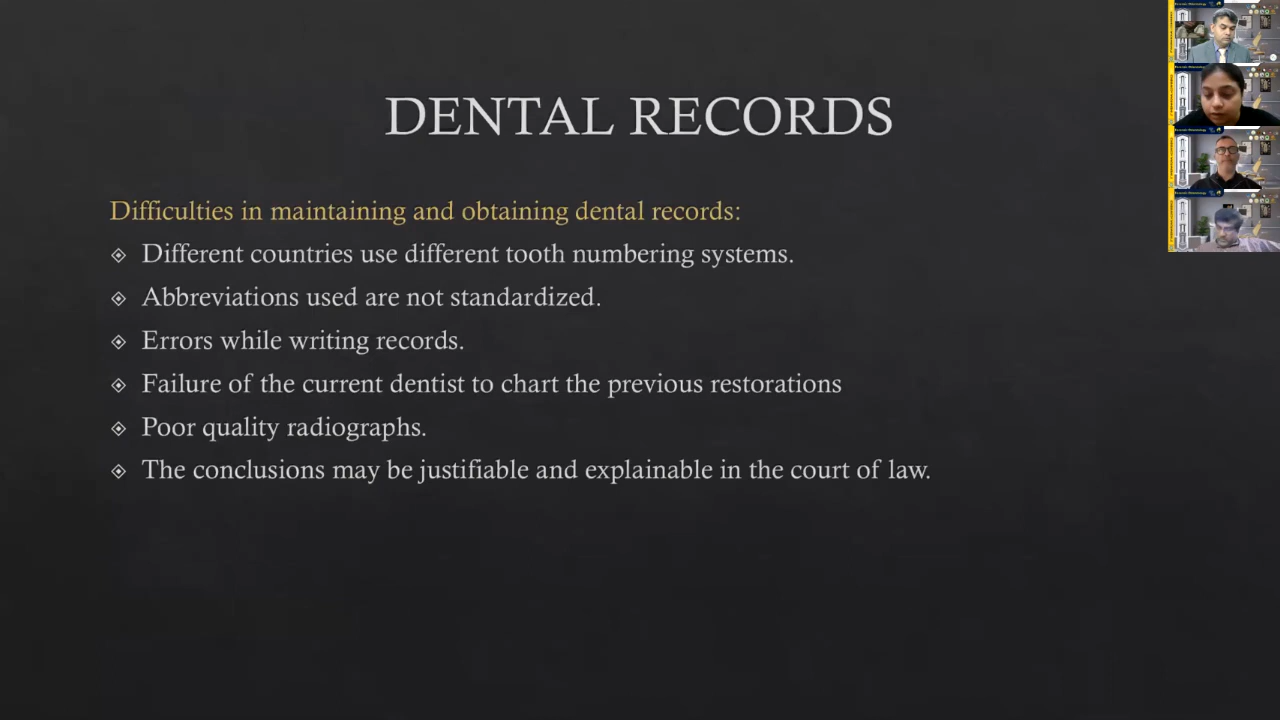 DENTAL RECORDS
Difficulties in maintaining and obtaining dental records:
Different countries use different tooth numbering systems.
Abbreviations used are not standardized.
Errors while writing records.
Failure of the current dentist to chart the previous restorations
Poor quality radiographs.
The conclusions may be justifiable and explainable in the court of law.